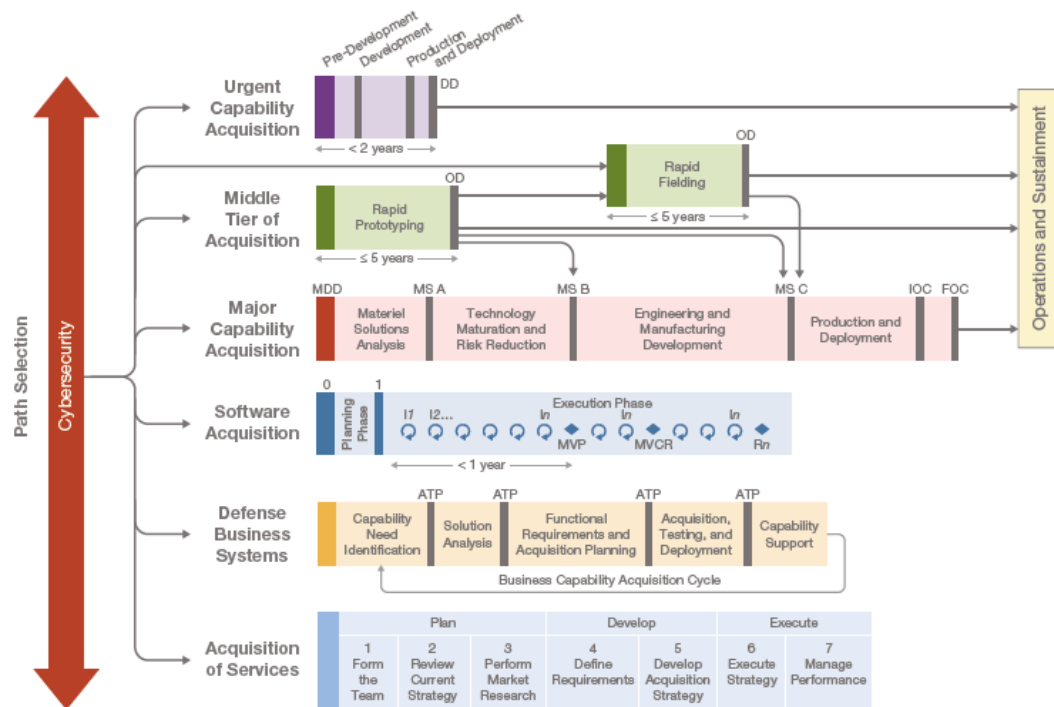 Pre-Development
Development
Production
and Deployment
Urgent
Capability
Acquisition
DD
< 2 years
Operations and Sustainment
OD
Rapid
Fielding
≤ 5 years
Middle
Tier of
Acquisition
OD
Rapid
Prototyping
≤ 5 years
Path Selection
Cybersecurity
Major
Capability
Acquisition
MDD
MS A
MS B
MS C
IOC
FOC
Materiel
Solutions
Analysis
Technology
Maturation and
Risk Reduction
Engineering and
Manufacturing
Development
Production and
Deployment
Software
Acquisition
0
1
Planning
Phase
Execution Phase
I1
I2...
In
In
In
MVP
MVCR
Rn
< 1 year
Defense
Business
Systems
ATP
ATP
ATP
ATP
Capability
Need
Identification
Solution
Analysis
Functional
Requirements and
Acquisition Planning
Acquisition,
Testing, and
Deployment
Capability
Support
Business Capability Acquisition Cycle
Acquisition
of Services
Plan
Develop
Execute
1
Form
the
Team
2
Review
Current
Strategy
3
Perform
Market
Research
4
Define
Requirements
5
Develop
Acquisition
Strategy
6
Execute
Strategy
7
Manage
Performance